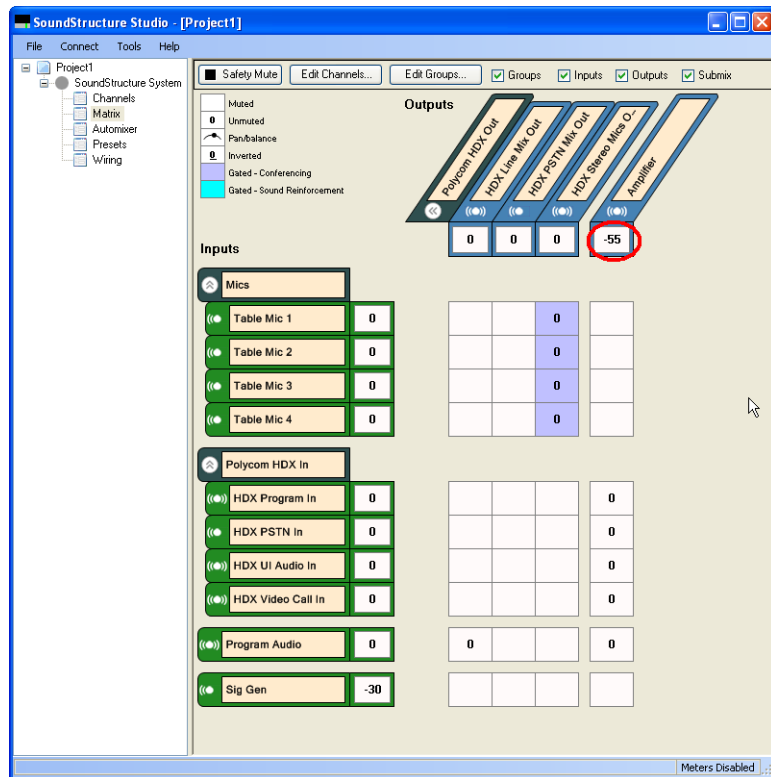 SoundStructure Studio - [Project1]
File Connect Tools Help
Project1
SoundStructure System
Channels
Matrix
Automixer
Presets
Wiring
Safety Mute Edit Channels... Edit Groups... Groups Inputs Outputs Submix
Muted
0 Unmuted
Pan/balance
0 Inverted
Gated - Conferencing
Gated - Sound Reinforcement
Outputs
Polycom HDX Out
HDX Line Mix Out
HDX PSTN Mix Out
HDX Stereo Mics O...
Amplifier
0 0 0 -55
Inputs
Mics
Table Mic 1 0 0
Table Mic 2 0 0
Table Mic 3 0 0
Table Mic 4 0 0
Polycom HDX In
HDX Program In 0 0
HDX PSTN In 0 0
HDX UI Audio In 0 0
HDX Video Call In 0 0
Program Audio 0 0 0
Sig Gen -30
Meters Disabled